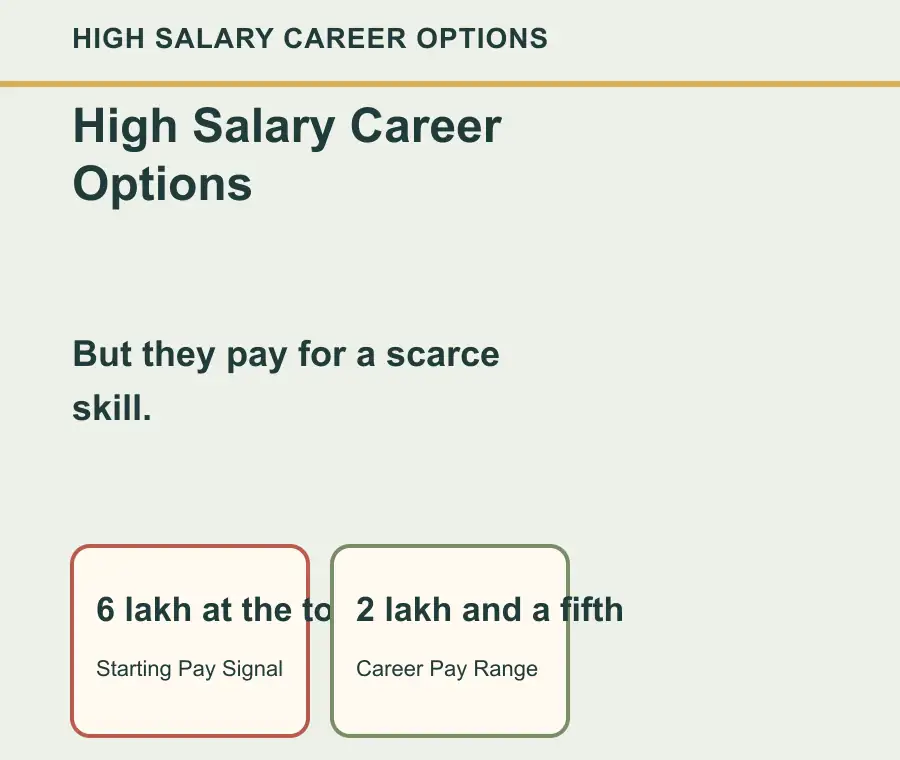 HIGH SALARY CAREER OPTIONS
High Salary Career
Options
But they pay for a scarce
skill.
6 lakh at the to
2 lakh and a fifth
Starting Pay Signal
Career Pay Range